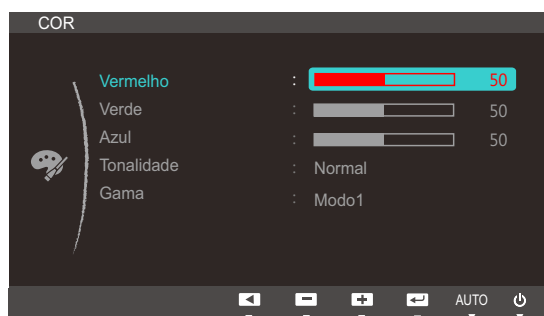 COR
Vermelho : 50
Verde : 50
Azul : 50
Tonalidade : Normal
Gama : Modo1
AUTO